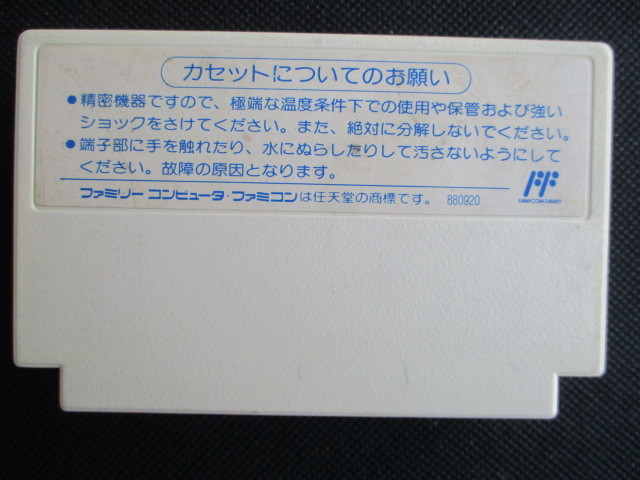 カセットについてのお願い
●精密機器ですので、極端な温度条件下での使用や保管および強い
ショックをさけてください。また、絶対に分解しないでください。
●端子部に手を触れたり、水にぬらしたりして汚さないようにして
ください。故障の原因となります。
ファミリー コンピュータ・ファミコンは任天堂の商標です。 880920
FAMICOM FAMILY